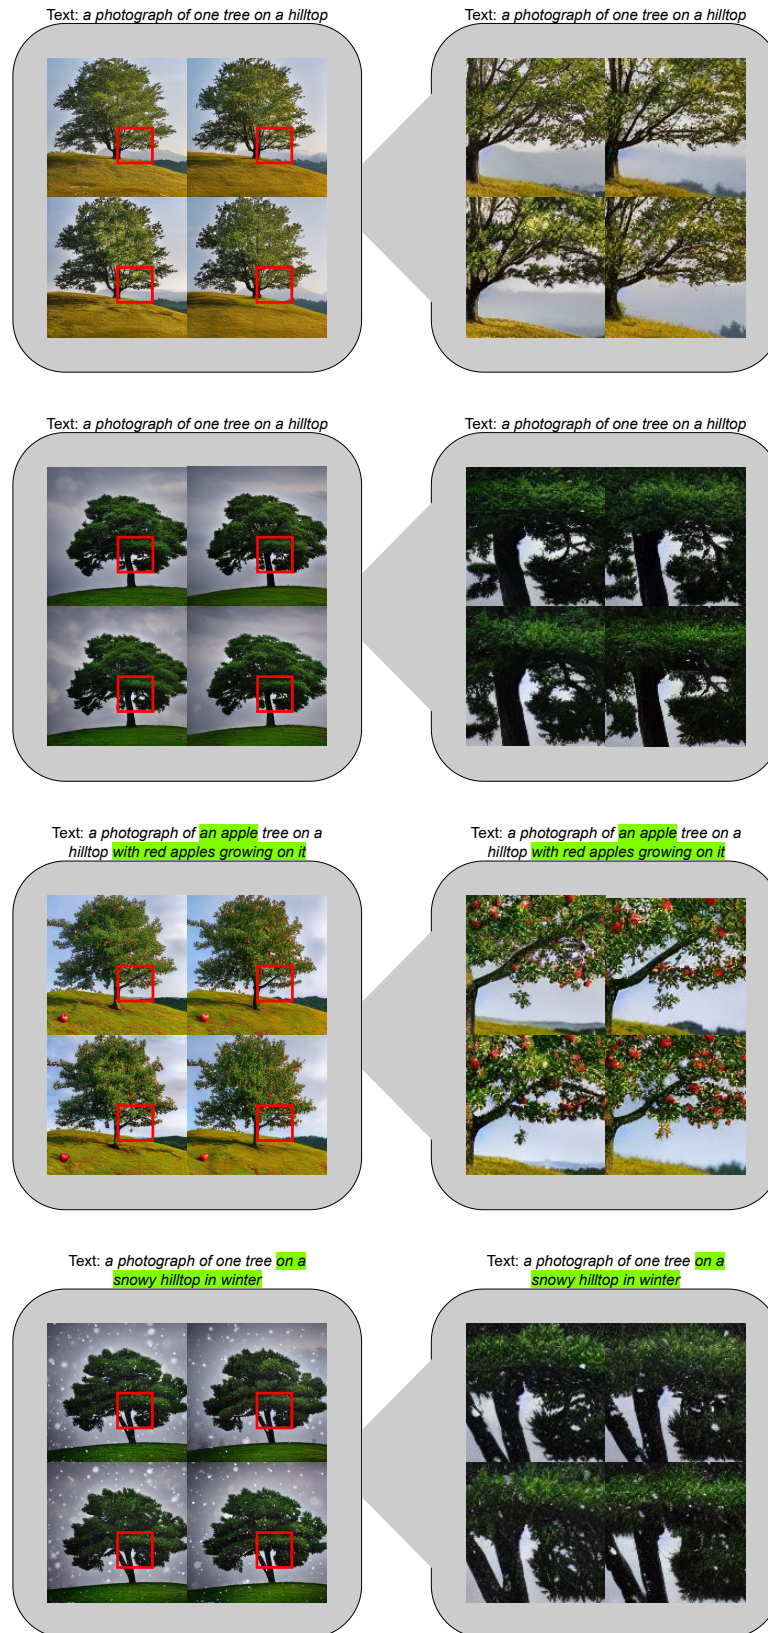 Text: a photograph of one tree on a hilltop
Text: a photograph of one tree on a hilltop
Text: a photograph of one tree on a hilltop
Text: a photograph of one tree on a hilltop
Text: a photograph of an apple tree on a
hilltop with red apples growing on it
Text: a photograph of an apple tree on a
hilltop with red apples growing on it
Text: a photograph of one tree on a
snowy hilltop in winter
Text: a photograph of one tree on a
snowy hilltop in winter